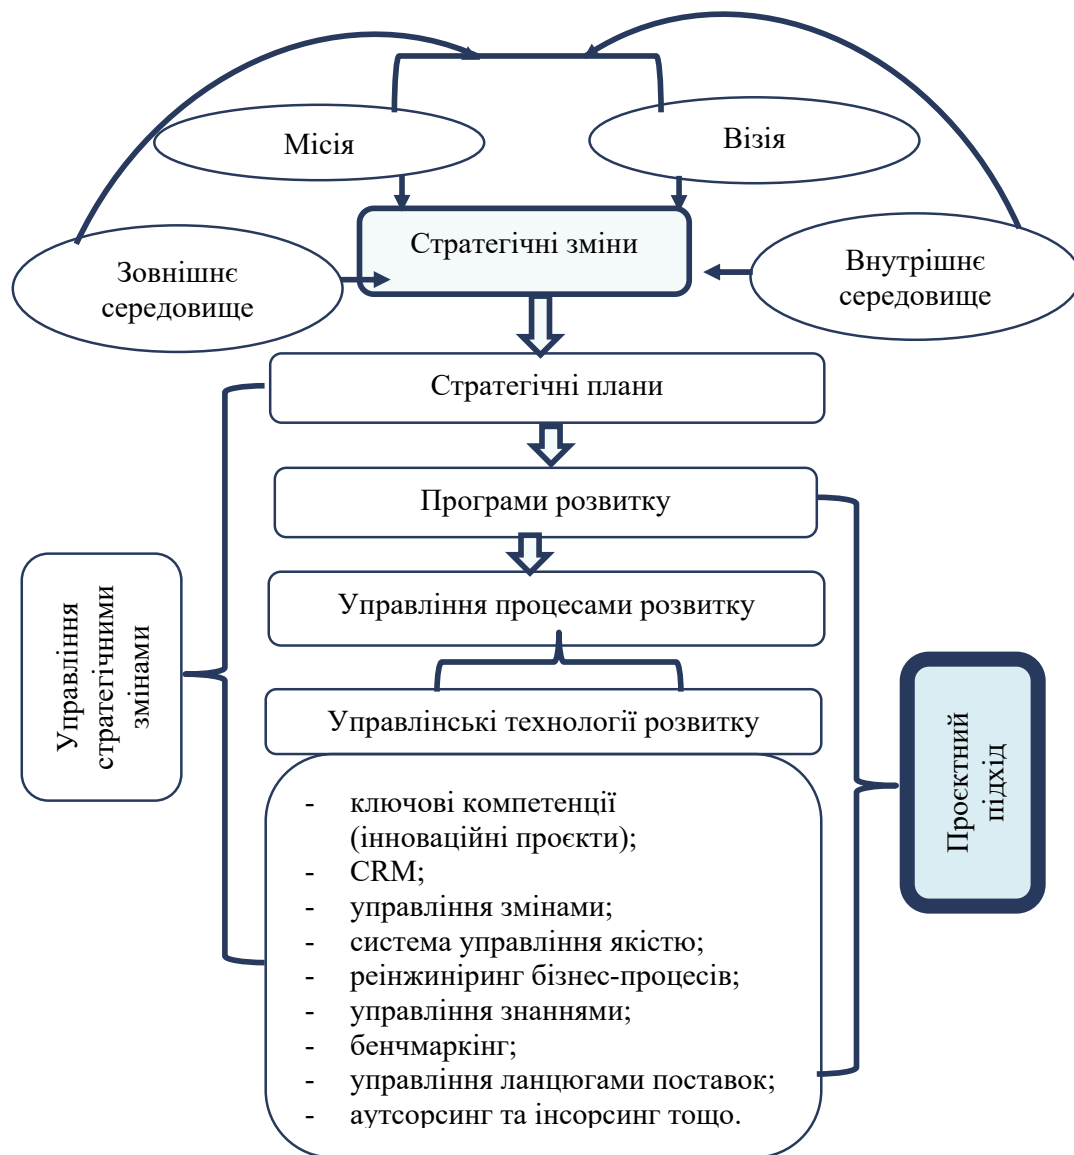 Місія
Візія
Стратегічні зміни
Зовнішнє
середовище
Внутрішнє
середовище
Стратегічні плани
Програми розвитку
Управління процесами розвитку
Управління
стратегічними
змінами
Управлінські технології розвитку
Проєктний
підхід
- ключові компетенції
(інноваційні проєкти);
- CRM;
- управління змінами;
- система управління якістю;
- реінжиніринг бізнес-процесів;
- управління знаннями;
- бенчмаркінг;
- управління ланцюгами поставок;
- аутсорсинг та інсорсинг тощо.